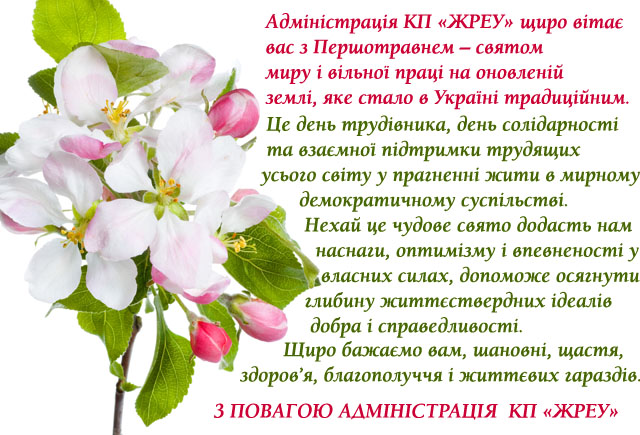 Адміністрація КП «ЖРЕУ» щиро вітає
вас з Першотравнем – святом
миру і вільної праці на оновленій
землі, яке стало в Україні традиційним.
Це день трудівника, день солідарності
та взаємної підтримки трудящих
усього світу у прагненні жити в мирному
демократичному суспільстві.
Нехай це чудове свято додасть нам
наснаги, оптимізму і впевненості у
власних силах, допоможе осягнути
глибину життєствердних ідеалів
добра і справедливості.
Щиро бажаємо вам, шановні, щастя,
здоров’я, благополуччя і життєвих гараздів.
З ПОВАГОЮ АДМІНІСТРАЦІЯ КП «ЖРЕУ»